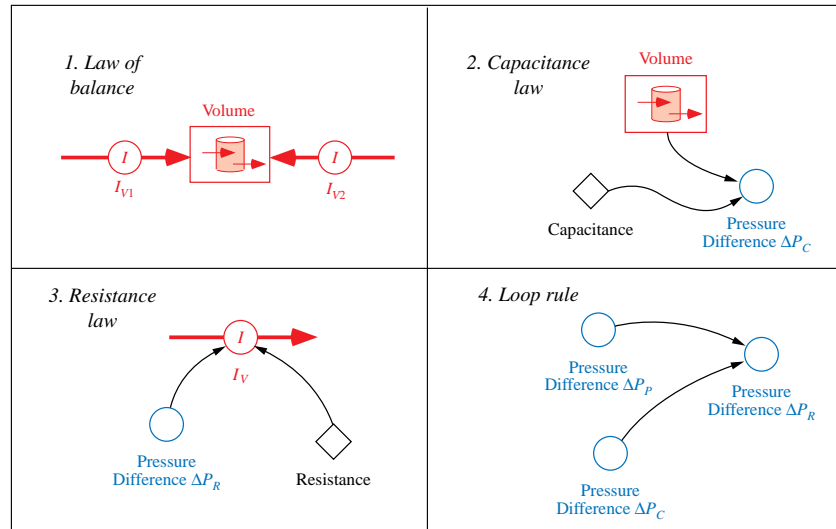 1. Law of
balance
Volume
I
I
I_V1
I_V2
2. Capacitance
law
Volume
Capacitance
Pressure
Difference ΔP_C
3. Resistance
law
I
I_V
Pressure
Difference ΔP_R
Resistance
4. Loop rule
Pressure
Difference ΔP_P
Pressure
Difference ΔP_R
Pressure
Difference ΔP_C